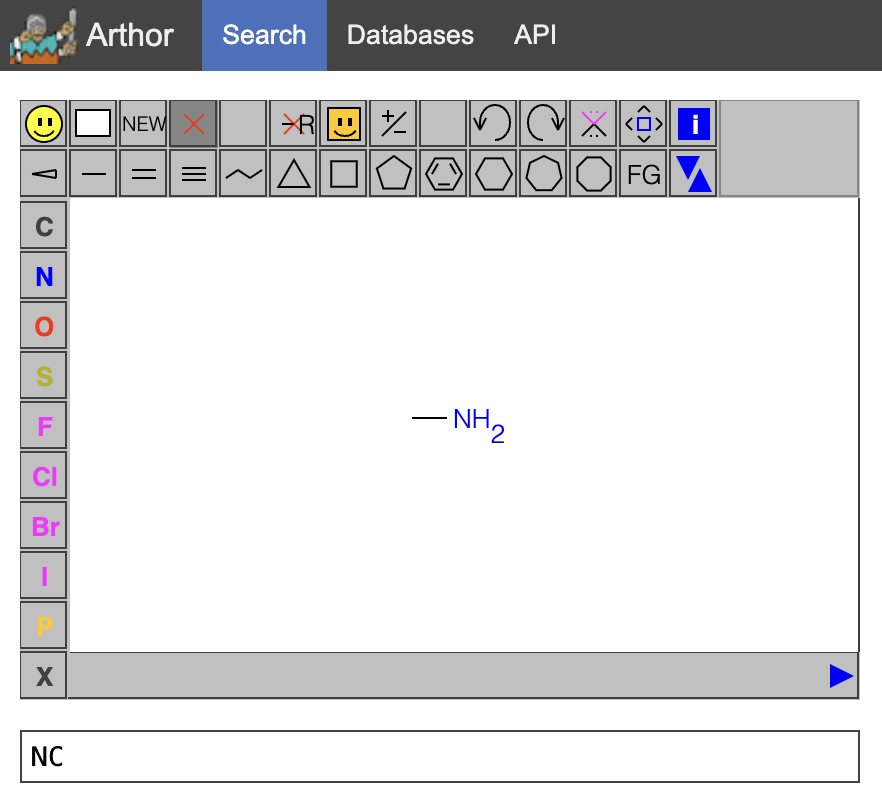 Arthor Search Databases API
NEW R +/-
FG
C
N
O
S
F
Cl
NH2
Br
I
P
X
NC